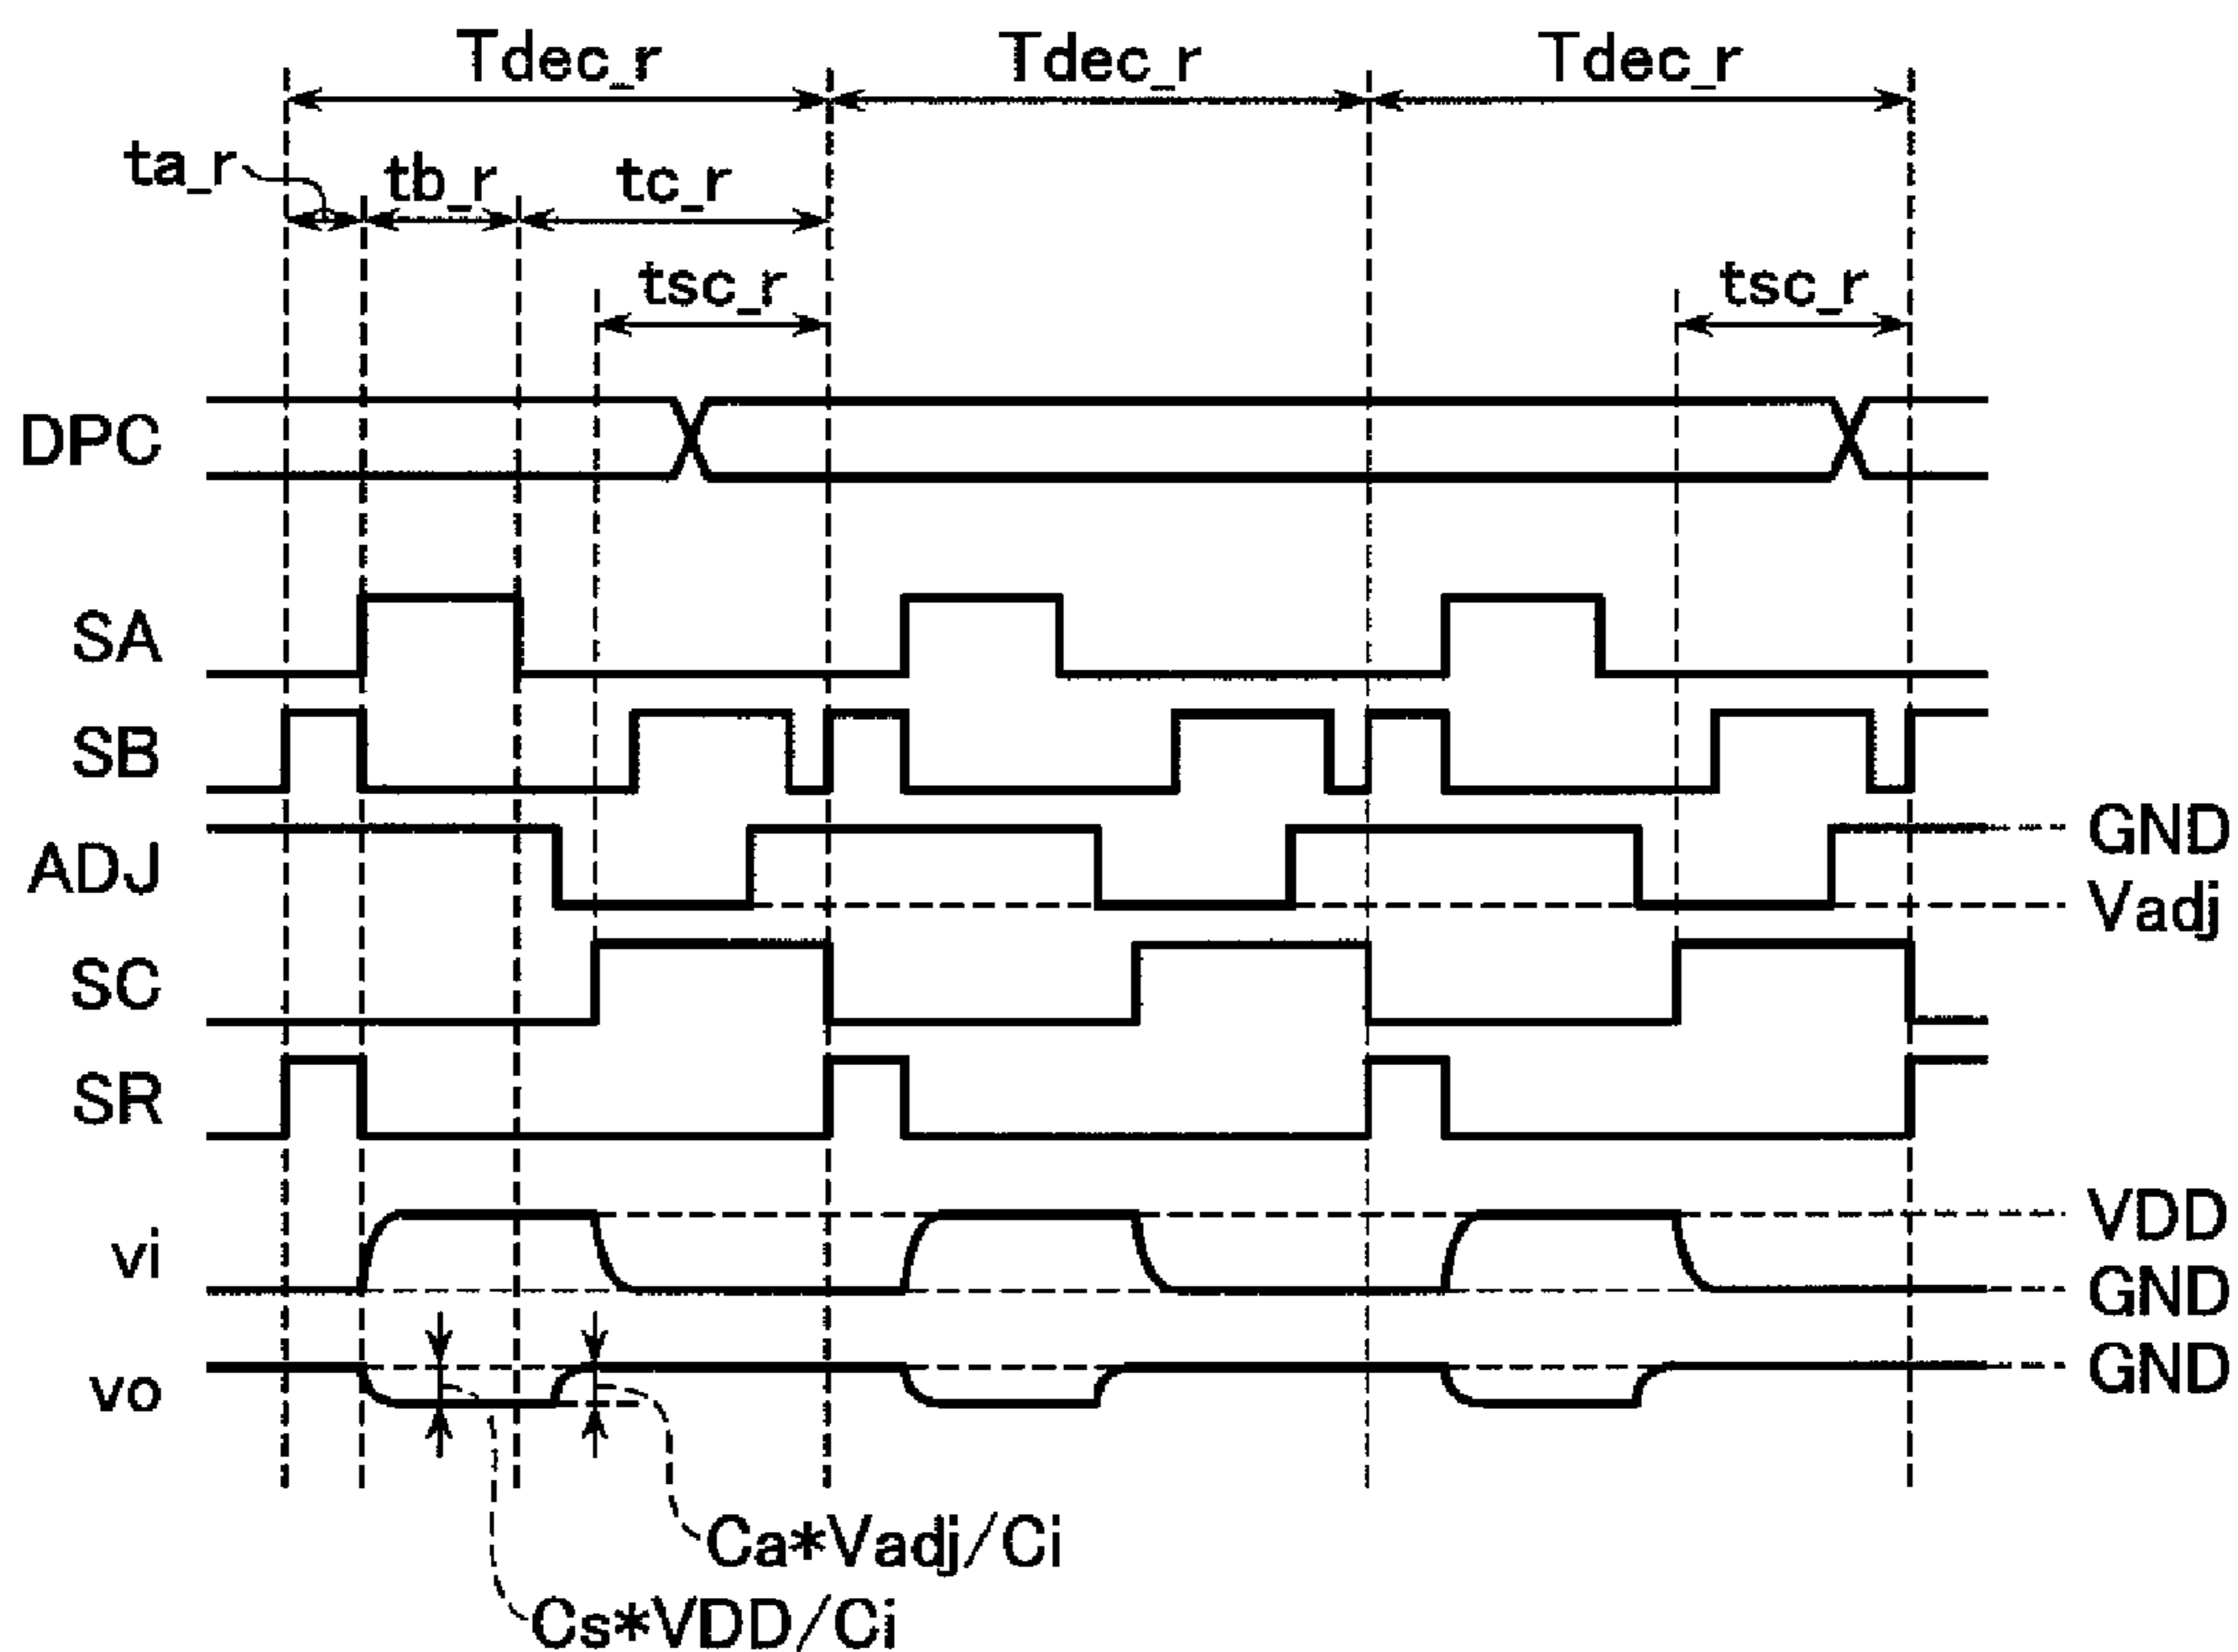 Tdec_r Tdec_r Tdec_r
ta_r tb_r tc_r
tsc_r tsc_r
DPC
SA
SB
ADJ GND
Vadj
SC
SR
vi VDD
GND
vo GND
Ca*Vadj/Ci
Cs*VDD/Ci